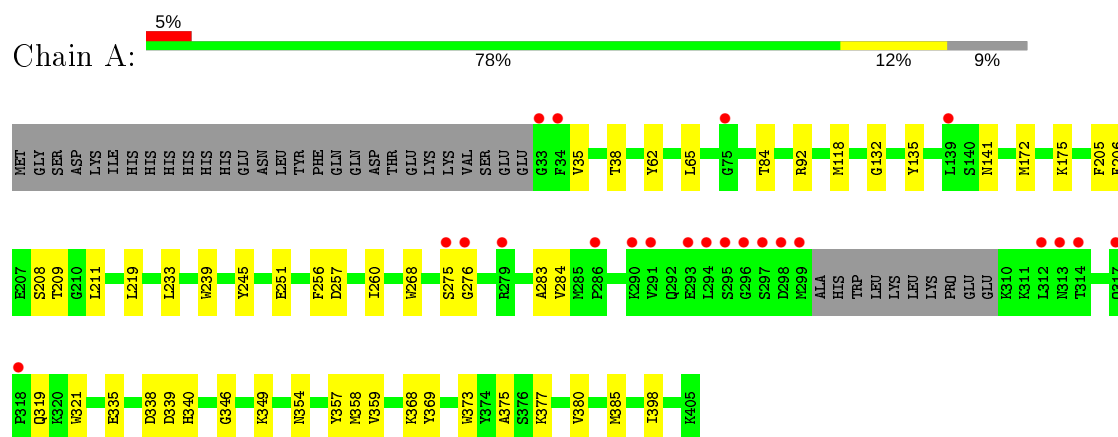 5%
Chain A:
78% 12% 9%
MET GLY SER ASP LYS ILE HIS HIS HIS HIS HIS HIS GLU ASN LEU TYR PHE GLN GLN ASP THR GLU LYS LYS VAL SER GLU GLU G33 F34 V35 T38 Y62 L65 G75 T84 R92 M118 G132 Y135 L139 S140 N141 M172 K175 F205
E207 S208 T209 G210 L211 L219 L233 W239 Y245 E251 F256 D257 I260 W268 S275 G276 R279 A283 V284 M285 P286 K290 V291 Q292 E293 L294 S295 G296 S297 D298 M299 ALA HIS TRP LEU LYS LEU LYS PRO GLU GLU K310 K311 L312 N313 T314
P318 Q319 K320 W321 E335 D338 D339 H340 G346 K349 N354 Y357 M358 V359 K368 Y369 W373 Y374 A375 S376 K377 V380 M385 I398 K405